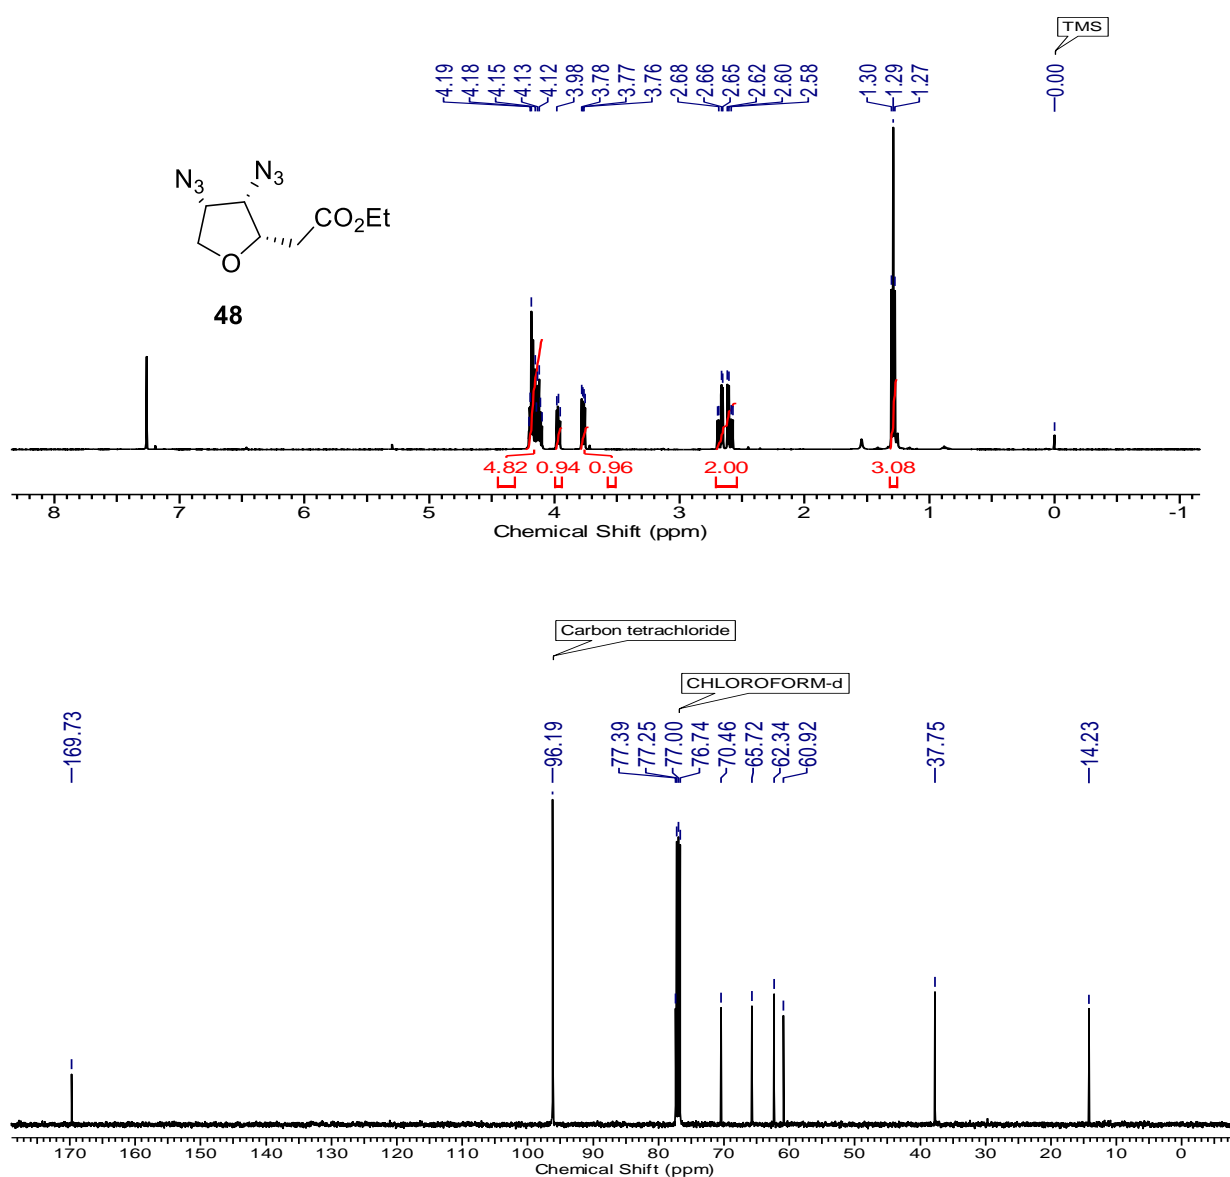 TMS
4.19 4.18 4.15 4.13 4.12 3.98 3.78 3.77 3.76 2.68 2.66 2.65 2.62 2.60 2.58 1.30 1.29 1.27 -0.00
N3 N3
CO2Et
O
48
4.82 0.94 0.96 2.00 3.08
8 7 6 5 4 3 2 1 0 -1
Chemical Shift (ppm)
Carbon tetrachloride
CHLOROFORM-d
169.73 96.19 77.39 77.25 77.00 76.74 70.46 65.72 62.34 60.92 37.75 14.23
170 160 150 140 130 120 110 100 90 80 70 60 50 40 30 20 10 0
Chemical Shift (ppm)